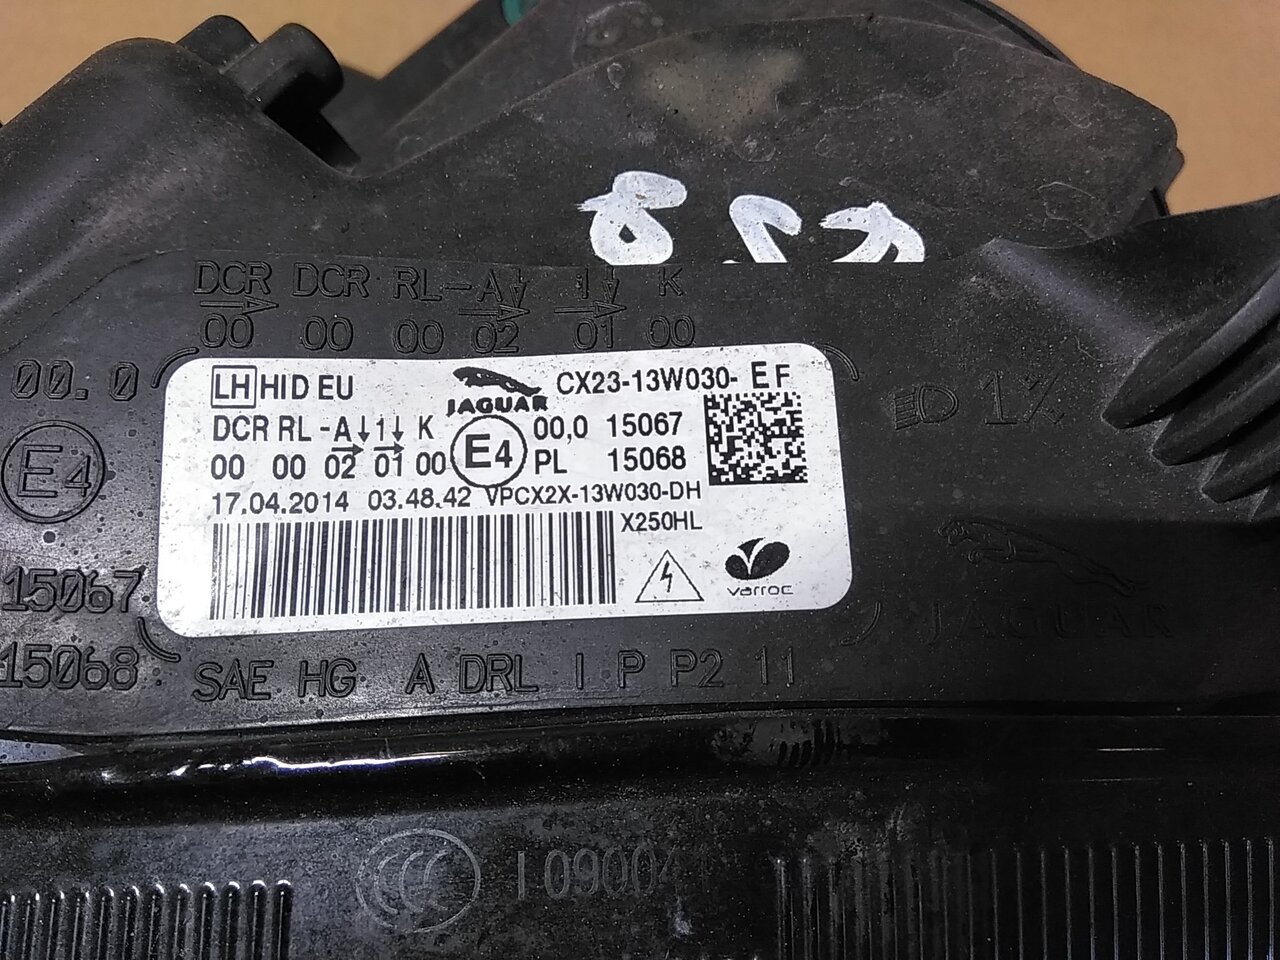 DCR DCR RL-A↓ 1↓ K
→ → →
00 00 00 02 01 00
00.0
E4
15067
15068
LH HID EU
JAGUAR
CX23-13W030- EF
DCR RL -A↓ 1↓ K
→ →
00 00 02 01 00
E4
00,0 15067
PL 15068
17.04.2014 03.48.42 VPCX2X-13W030-DH
X250HL
varroc
1%
JAGUAR
SAE HG A DRL I P P2 11
CCC